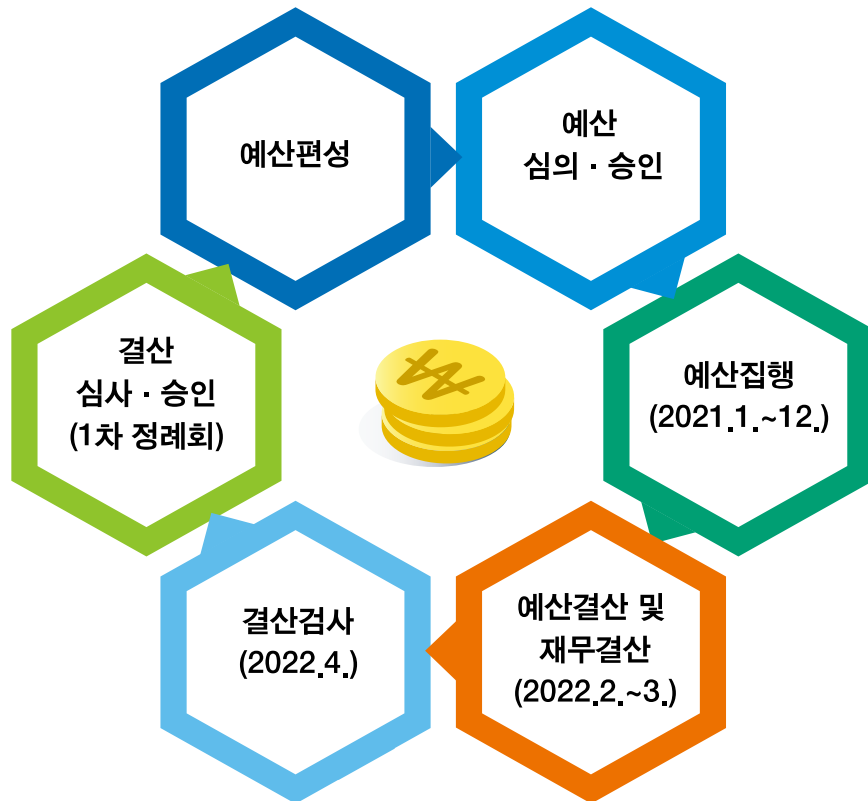 예산편성
예산
심의 · 승인
예산집행
(2021.1.~12.)
예산결산 및
재무결산
(2022.2.~3.)
결산검사
(2022.4.)
결산
심사 · 승인
(1차 정례회)